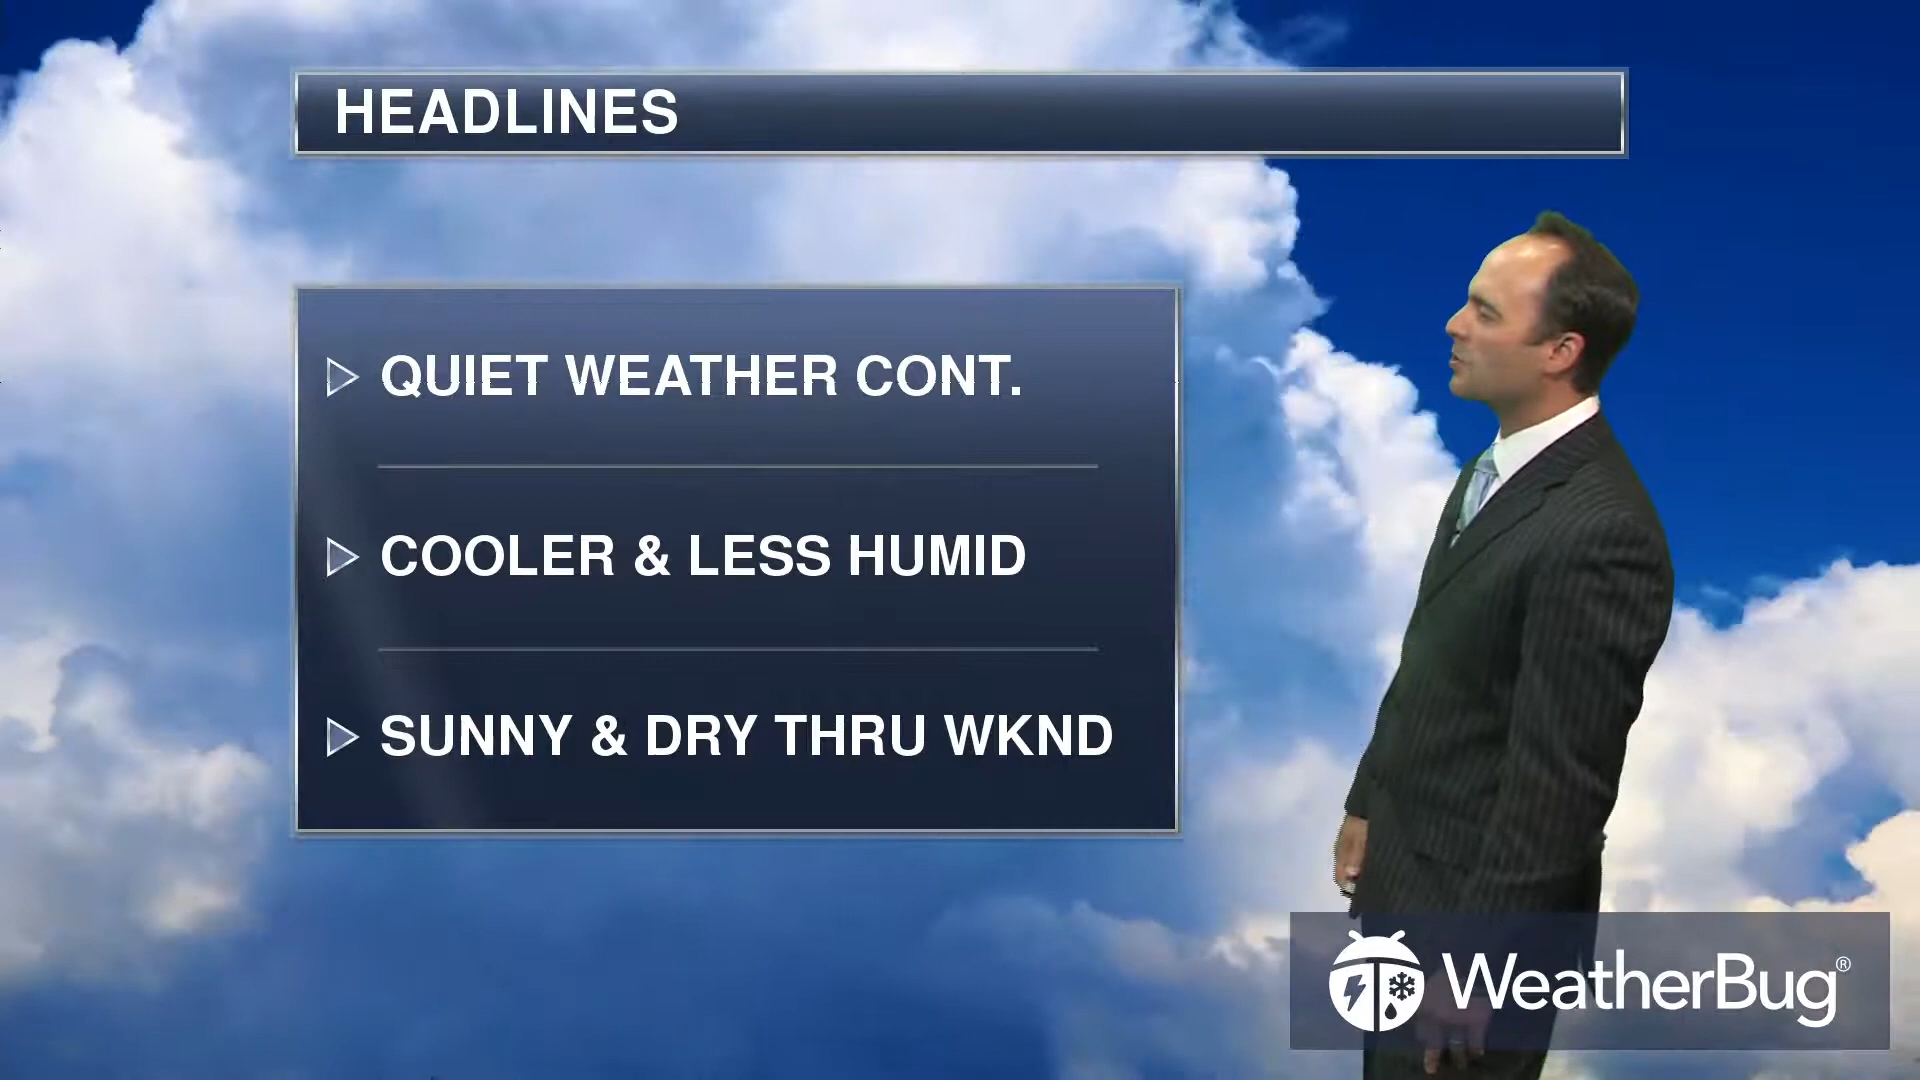 HEADLINES
QUIET WEATHER CONT.
COOLER & LESS HUMID
SUNNY & DRY THRU WKND
WeatherBug®